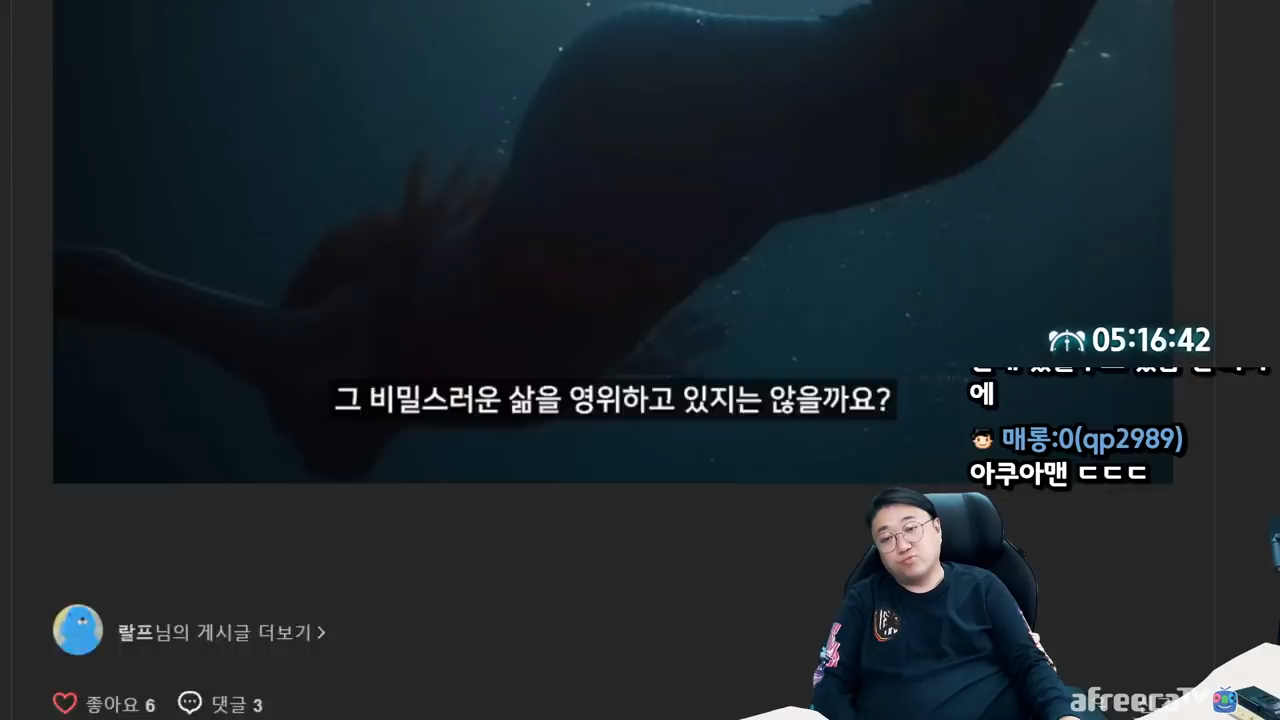 05:16:42
에
매롱:0(qp2989)
아쿠아맨 ㄷㄷㄷ
그 비밀스러운 삶을 영위하고 있지는 않을까요?
랄프님의 게시글 더보기 >
좋아요 6 댓글 3
afreecaTV